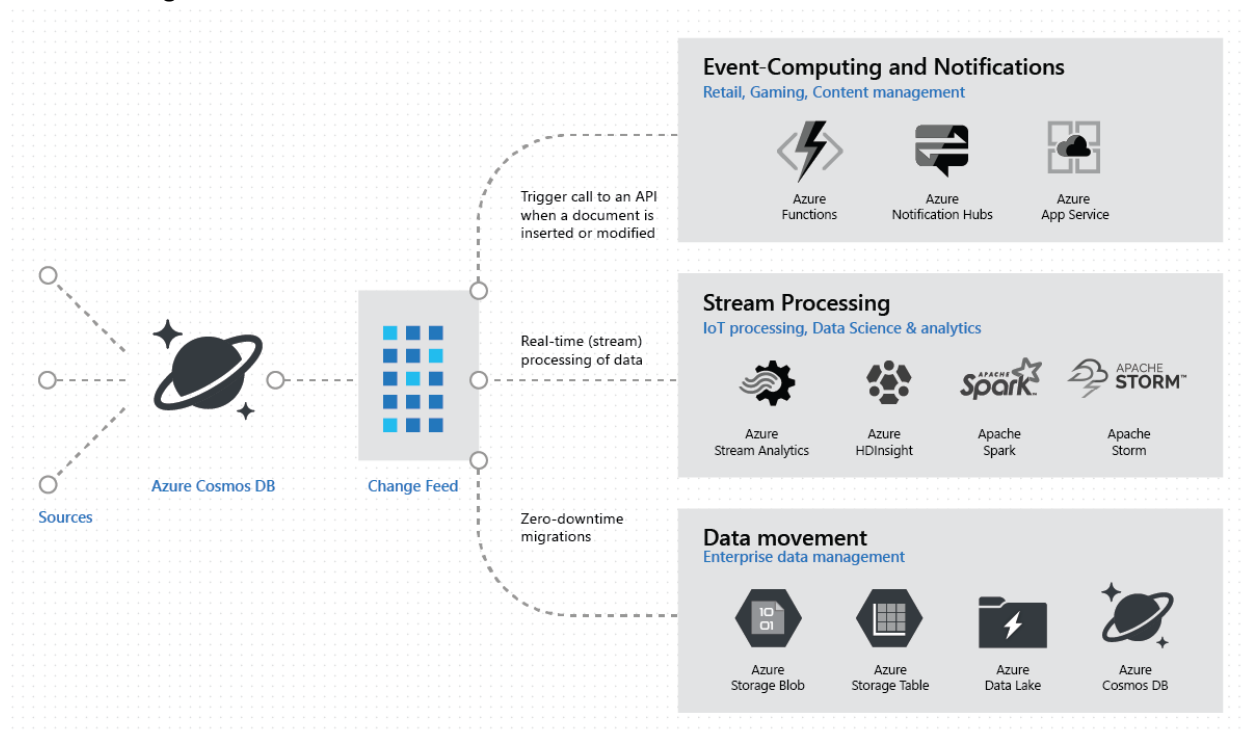 Event-Computing and Notifications
Retail, Gaming, Content management
Azure
Functions
Azure
Notification Hubs
Azure
App Service
Trigger call to an API
when a document is
inserted or modified
Stream Processing
IoT processing, Data Science & analytics
Real-time (stream)
processing of data
APACHE
Spark
APACHE
STORM™
Azure
Stream Analytics
Azure
HDInsight
Apache
Spark
Apache
Storm
Azure Cosmos DB
Change Feed
Sources
Zero-downtime
migrations
Data movement
Enterprise data management
10
01
Azure
Storage Blob
Azure
Storage Table
Azure
Data Lake
Azure
Cosmos DB